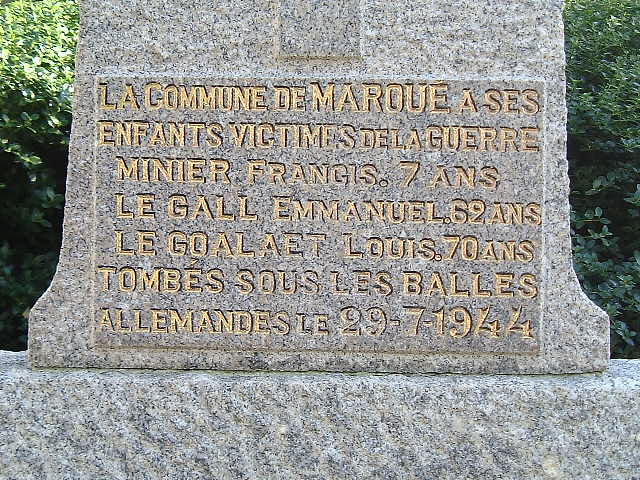 LA COMMUNE DE MAROUÉ A SES
ENFANTS VICTIMES DE LA GUERRE
MINIER FRANCIS. 7 ANS
LE GALL EMMANUEL. 62 ANS
LE GOALAET LOUIS. 70 ANS
TOMBÉS SOUS LES BALLES
ALLEMANDES LE 29-7-1944